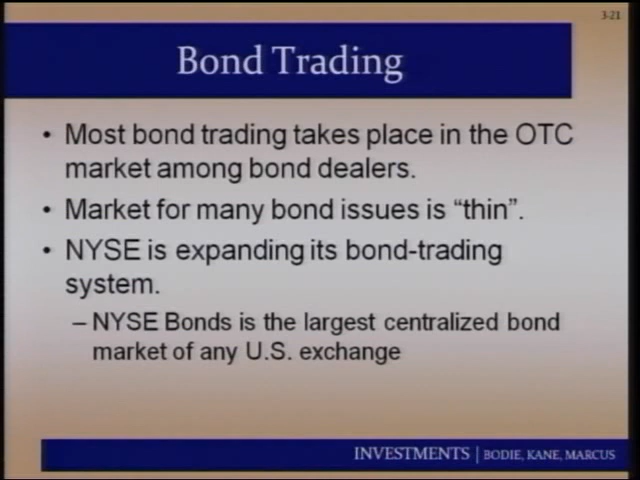 3-21
Bond Trading
• Most bond trading takes place in the OTC
market among bond dealers.
• Market for many bond issues is “thin”.
• NYSE is expanding its bond-trading
system.
– NYSE Bonds is the largest centralized bond
market of any U.S. exchange
INVESTMENTS | BODIE, KANE, MARCUS